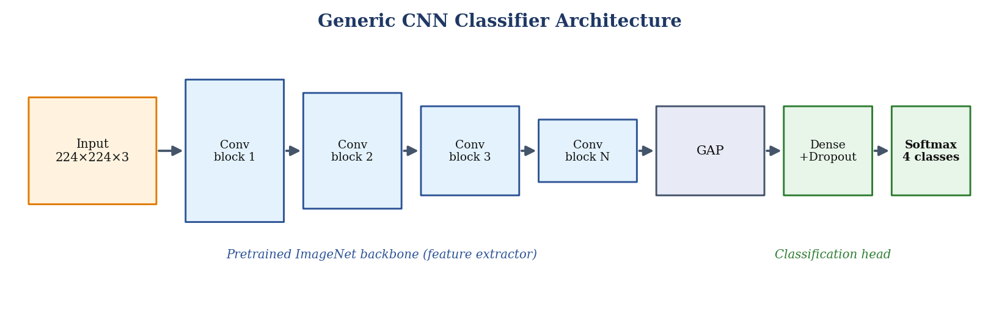 Generic CNN Classifier Architecture
Input
224×224×3
Conv
block 1
Conv
block 2
Conv
block 3
Conv
block N
GAP
Dense
+Dropout
Softmax
4 classes
Pretrained ImageNet backbone (feature extractor)
Classification head